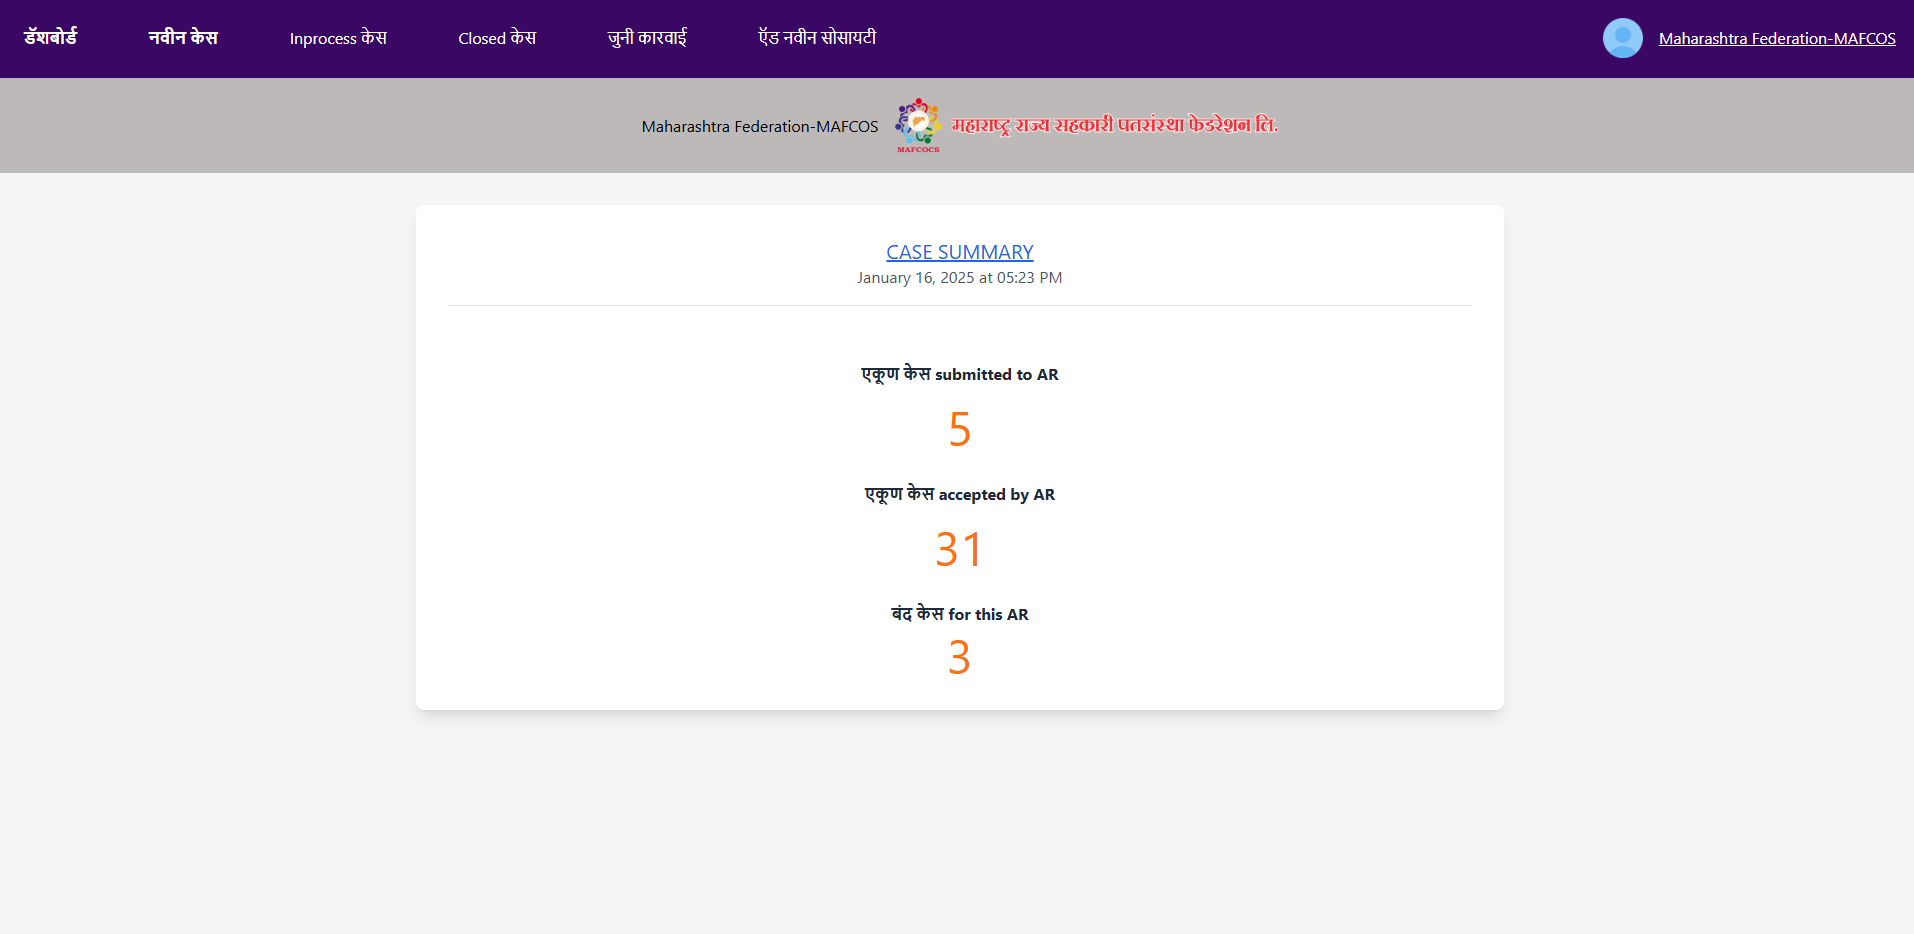 डॅशबोर्ड नवीन केस Inprocess केस Closed केस जुनी कारवाई ऍड नवीन सोसायटी Maharashtra Federation-MAFCOS
Maharashtra Federation-MAFCOS महाराष्ट्र राज्य सहकारी पतसंस्था फेडरेशन लि.
MAFCOCS
CASE SUMMARY
January 16, 2025 at 05:23 PM
एकूण केस submitted to AR
5
एकूण केस accepted by AR
31
बंद केस for this AR
3